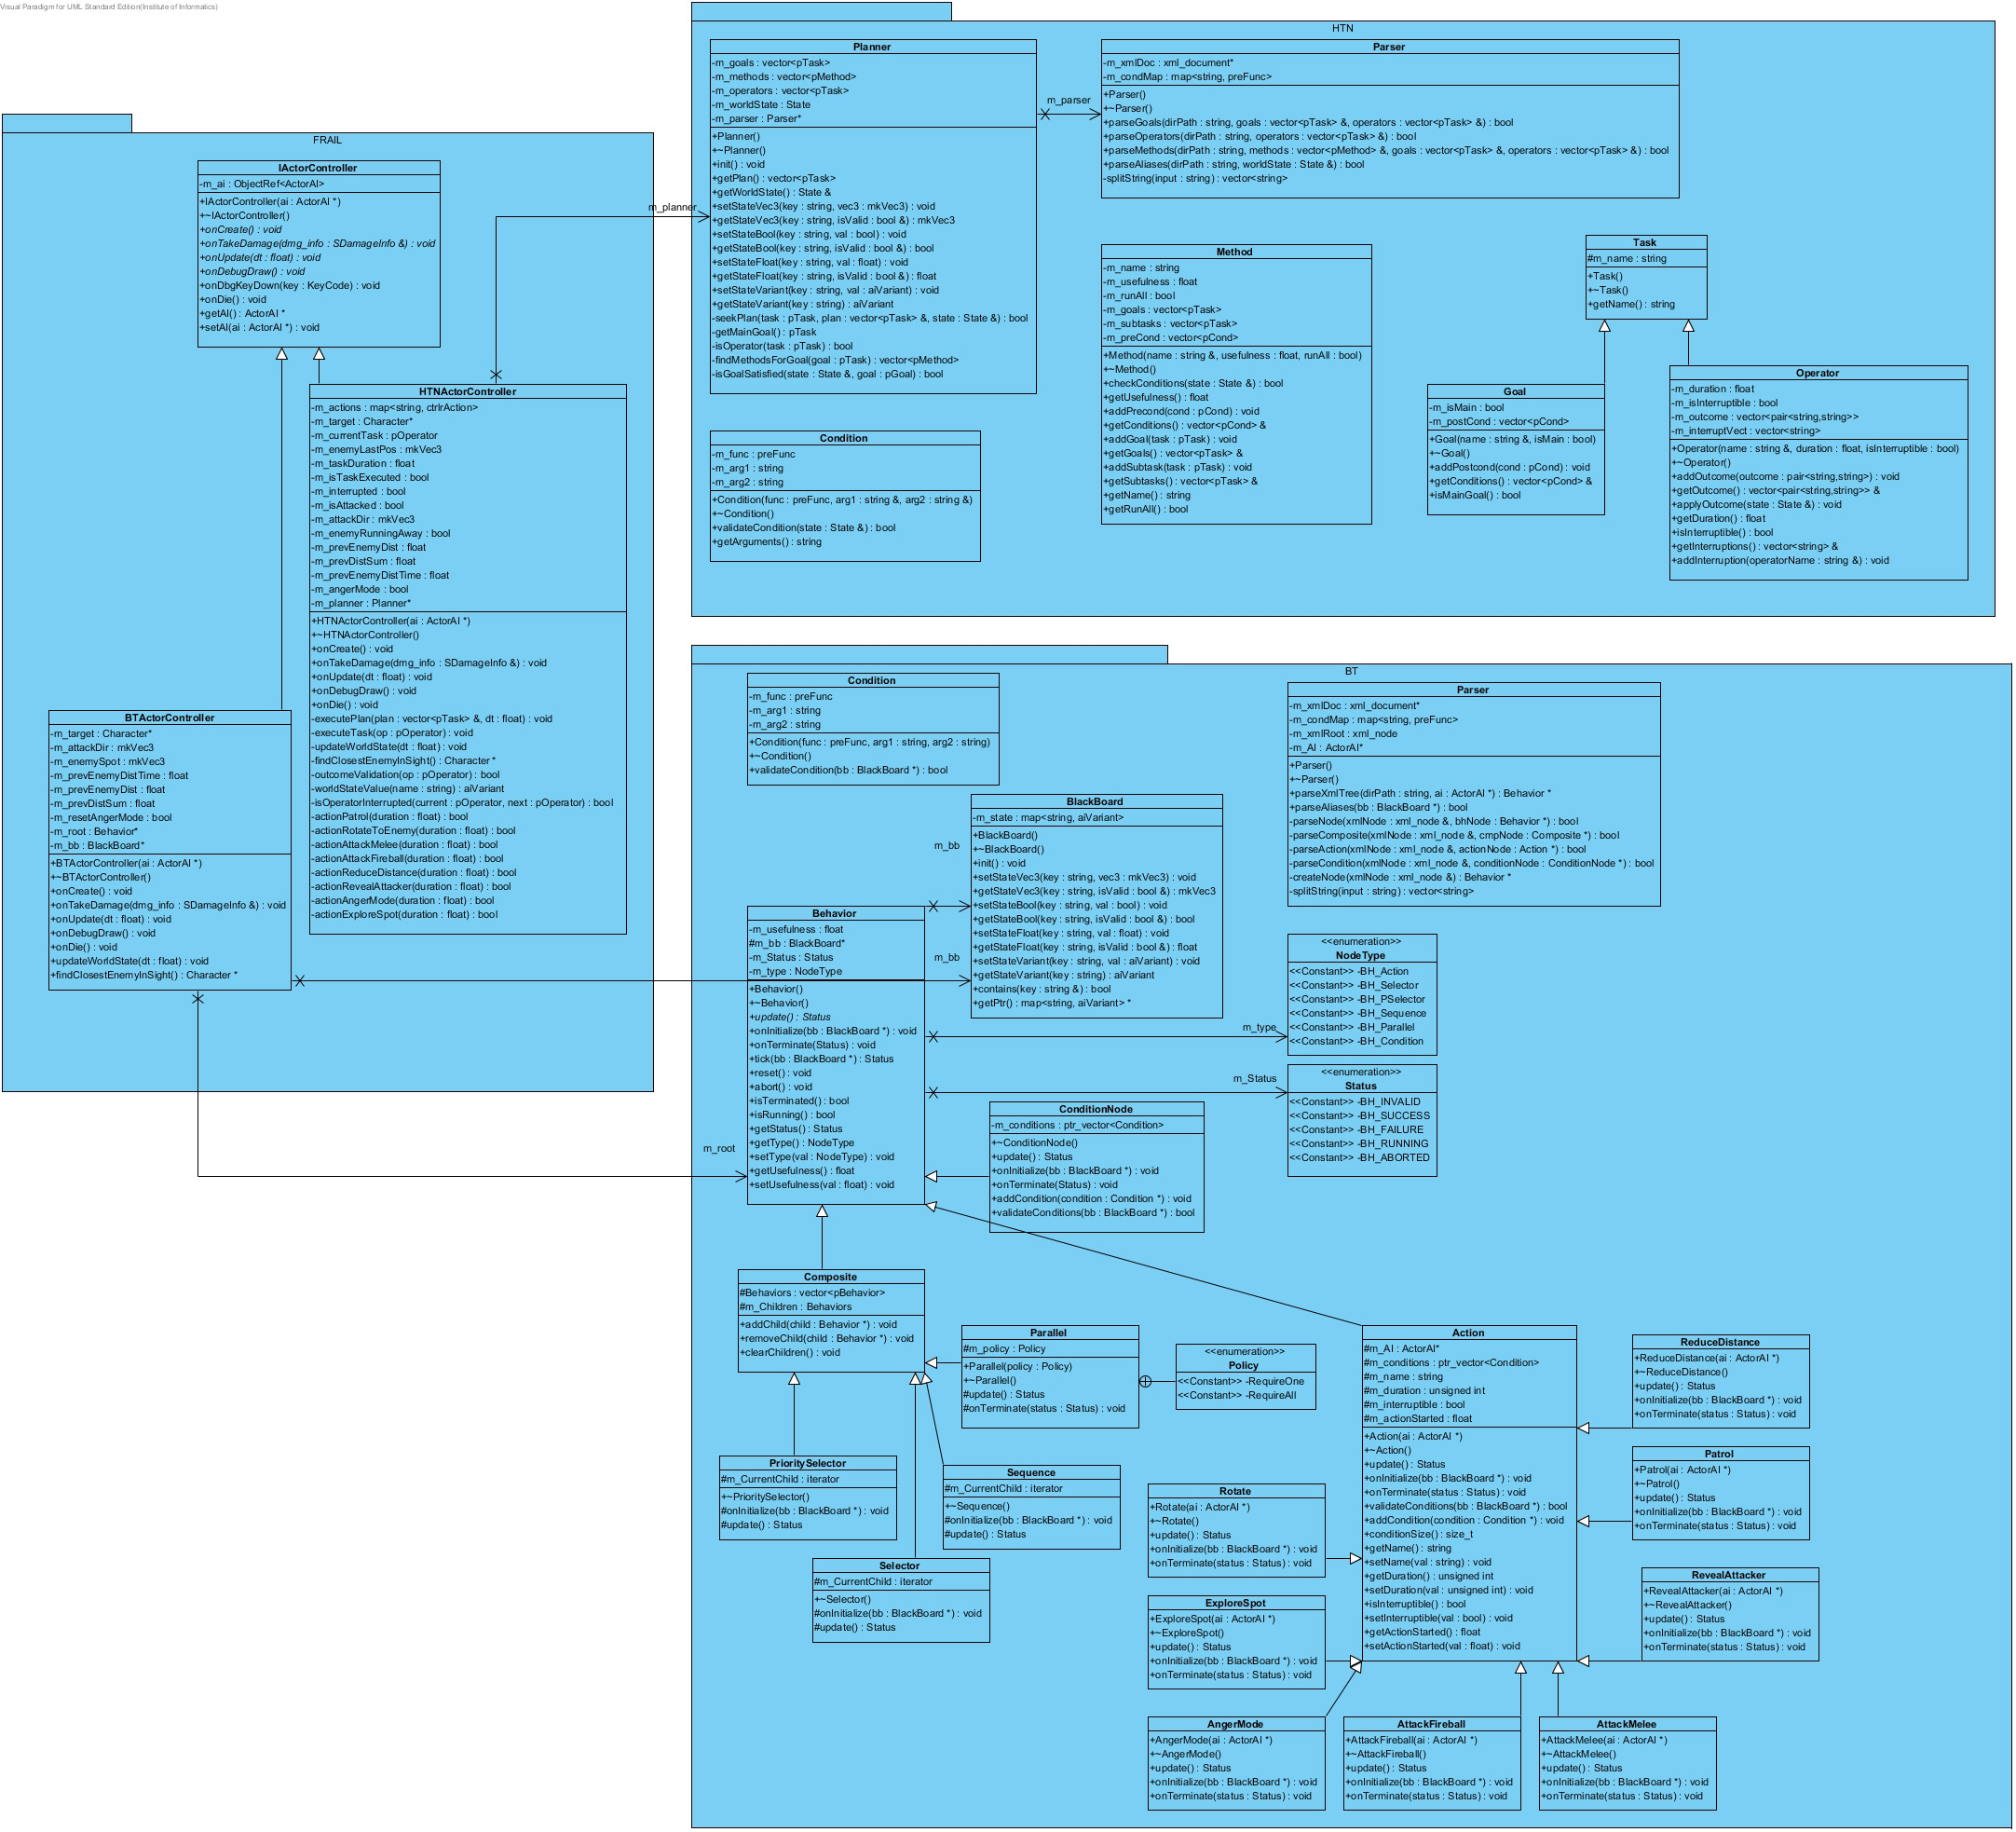 Visual Paradigm for UML Standard Edition(Institute of Informatics)
FRAIL
IActorController
-m_ai : ObjectRef<ActorAI>
+IActorController(ai : ActorAI *)
+~IActorController()
+onCreate() : void
+onTakeDamage(dmg_info : SDamageInfo &) : void
+onUpdate(dt : float) : void
+onDebugDraw() : void
+onDbgKeyDown(key : KeyCode) : void
+onDie() : void
+getAI() : ActorAI *
+setAI(ai : ActorAI *) : void
HTNActorController
-m_actions : map<string, ctrlrAction>
-m_target : Character*
-m_currentTask : pOperator
-m_enemyLastPos : mkVec3
-m_taskDuration : float
-m_isTaskExecuted : bool
-m_interrupted : bool
-m_isAttacked : bool
-m_attackDir : mkVec3
-m_enemyRunningAway : bool
-m_prevEnemyDist : float
-m_prevDistSum : float
-m_prevEnemyDistTime : float
-m_angerMode : bool
-m_planner : Planner*
+HTNActorController(ai : ActorAI *)
+~HTNActorController()
+onCreate() : void
+onTakeDamage(dmg_info : SDamageInfo &) : void
+onUpdate(dt : float) : void
+onDebugDraw() : void
+onDie() : void
-executePlan(plan : vector<pTask> &, dt : float) : void
-executeTask(op : pOperator) : void
-updateWorldState(dt : float) : void
-findClosestEnemyInSight() : Character *
-outcomeValidation(op : pOperator) : bool
-worldStateValue(name : string) : aiVariant
-isOperatorInterrupted(current : pOperator, next : pOperator) : bool
-actionPatrol(duration : float) : bool
-actionRotateToEnemy(duration : float) : bool
-actionAttackMelee(duration : float) : bool
-actionAttackFireball(duration : float) : bool
-actionReduceDistance(duration : float) : bool
-actionRevealAttacker(duration : float) : bool
-actionAngerMode(duration : float) : bool
-actionExploreSpot(duration : float) : bool
BTActorController
-m_target : Character*
-m_attackDir : mkVec3
-m_enemySpot : mkVec3
-m_prevEnemyDistTime : float
-m_prevEnemyDist : float
-m_prevDistSum : float
-m_resetAngerMode : bool
-m_root : Behavior*
-m_bb : BlackBoard*
+BTActorController(ai : ActorAI *)
+~BTActorController()
+onCreate() : void
+onTakeDamage(dmg_info : SDamageInfo &) : void
+onUpdate(dt : float) : void
+onDebugDraw() : void
+onDie() : void
+updateWorldState(dt : float) : void
+findClosestEnemyInSight() : Character *
m_planner
HTN
Planner
-m_goals : vector<pTask>
-m_methods : vector<pMethod>
-m_operators : vector<pTask>
-m_worldState : State
-m_parser : Parser*
+Planner()
+~Planner()
+init() : void
+getPlan() : vector<pTask>
+getWorldState() : State &
+setStateVec3(key : string, vec3 : mkVec3) : void
+getStateVec3(key : string, isValid : bool &) : mkVec3
+setStateBool(key : string, val : bool) : void
+getStateBool(key : string, isValid : bool &) : bool
+setStateFloat(key : string, val : float) : void
+getStateFloat(key : string, isValid : bool &) : float
+setStateVariant(key : string, val : aiVariant) : void
+getStateVariant(key : string) : aiVariant
-seekPlan(task : pTask, plan : vector<pTask> &, state : State &) : bool
-getMainGoal() : pTask
-isOperator(task : pTask) : bool
-findMethodsForGoal(goal : pTask) : vector<pMethod>
-isGoalSatisfied(state : State &, goal : pGoal) : bool
m_parser
Parser
-m_xmlDoc : xml_document*
-m_condMap : map<string, preFunc>
+Parser()
+~Parser()
+parseGoals(dirPath : string, goals : vector<pTask> &, operators : vector<pTask> &) : bool
+parseOperators(dirPath : string, operators : vector<pTask> &) : bool
+parseMethods(dirPath : string, methods : vector<pMethod> &, goals : vector<pTask> &, operators : vector<pTask> &) : bool
+parseAliases(dirPath : string, worldState : State &) : bool
-splitString(input : string) : vector<string>
Condition
-m_func : preFunc
-m_arg1 : string
-m_arg2 : string
+Condition(func : preFunc, arg1 : string &, arg2 : string &)
+~Condition()
+validateCondition(state : State &) : bool
+getArguments() : string
Method
-m_name : string
-m_usefulness : float
-m_runAll : bool
-m_goals : vector<pTask>
-m_subtasks : vector<pTask>
-m_preCond : vector<pCond>
+Method(name : string &, usefulness : float, runAll : bool)
+~Method()
+checkConditions(state : State &) : bool
+getUsefulness() : float
+addPrecond(cond : pCond) : void
+getConditions() : vector<pCond> &
+addGoal(task : pTask) : void
+getGoals() : vector<pTask> &
+addSubtask(task : pTask) : void
+getSubtasks() : vector<pTask> &
+getName() : string
+getRunAll() : bool
Task
#m_name : string
+Task()
+~Task()
+getName() : string
Goal
-m_isMain : bool
-m_postCond : vector<pCond>
+Goal(name : string &, isMain : bool)
+~Goal()
+addPostcond(cond : pCond) : void
+getConditions() : vector<pCond> &
+isMainGoal() : bool
Operator
-m_duration : float
-m_isInterruptible : bool
-m_outcome : vector<pair<string,string>>
-m_interruptVect : vector<string>
+Operator(name : string &, duration : float, isInterruptible : bool)
+~Operator()
+addOutcome(outcome : pair<string,string>) : void
+getOutcome() : vector<pair<string,string>> &
+applyOutcome(state : State &) : void
+getDuration() : float
+isInterruptible() : bool
+getInterruptions() : vector<string> &
+addInterruption(operatorName : string &) : void
BT
Condition
-m_func : preFunc
-m_arg1 : string
-m_arg2 : string
+Condition(func : preFunc, arg1 : string, arg2 : string)
+~Condition()
+validateCondition(bb : BlackBoard *) : bool
Parser
-m_xmlDoc : xml_document*
-m_condMap : map<string, preFunc>
-m_xmlRoot : xml_node
-m_AI : ActorAI*
+Parser()
+~Parser()
+parseXmlTree(dirPath : string, ai : ActorAI *) : Behavior *
+parseAliases(bb : BlackBoard *) : bool
-parseNode(xmlNode : xml_node &, bhNode : Behavior *) : bool
-parseComposite(xmlNode : xml_node &, cmpNode : Composite *) : bool
-parseAction(xmlNode : xml_node &, actionNode : Action *) : bool
-parseCondition(xmlNode : xml_node &, conditionNode : ConditionNode *) : bool
-createNode(xmlNode : xml_node &) : Behavior *
-splitString(input : string) : vector<string>
BlackBoard
-m_state : map<string, aiVariant>
+BlackBoard()
+~BlackBoard()
+init() : void
+setStateVec3(key : string, vec3 : mkVec3) : void
+getStateVec3(key : string, isValid : bool &) : mkVec3
+setStateBool(key : string, val : bool) : void
+getStateBool(key : string, isValid : bool &) : bool
+setStateFloat(key : string, val : float) : void
+getStateFloat(key : string, isValid : bool &) : float
+setStateVariant(key : string, val : aiVariant) : void
+getStateVariant(key : string) : aiVariant
+contains(key : string &) : bool
+getPtr() : map<string, aiVariant> *
m_bb
m_bb
Behavior
-m_usefulness : float
#m_bb : BlackBoard*
-m_Status : Status
-m_type : NodeType
+Behavior()
+~Behavior()
+update() : Status
+onInitialize(bb : BlackBoard *) : void
+onTerminate(Status) : void
+tick(bb : BlackBoard *) : Status
+reset() : void
+abort() : void
+isTerminated() : bool
+isRunning() : bool
+getStatus() : Status
+getType() : NodeType
+setType(val : NodeType) : void
+getUsefulness() : float
+setUsefulness(val : float) : void
m_root
m_type
m_Status
<<enumeration>>
NodeType
<<Constant>> -BH_Action
<<Constant>> -BH_Selector
<<Constant>> -BH_PSelector
<<Constant>> -BH_Sequence
<<Constant>> -BH_Parallel
<<Constant>> -BH_Condition
<<enumeration>>
Status
<<Constant>> -BH_INVALID
<<Constant>> -BH_SUCCESS
<<Constant>> -BH_FAILURE
<<Constant>> -BH_RUNNING
<<Constant>> -BH_ABORTED
ConditionNode
-m_conditions : ptr_vector<Condition>
+~ConditionNode()
+update() : Status
+onInitialize(bb : BlackBoard *) : void
+onTerminate(Status) : void
+addCondition(condition : Condition *) : void
+validateConditions(bb : BlackBoard *) : bool
Composite
#Behaviors : vector<pBehavior>
#m_Children : Behaviors
+addChild(child : Behavior *) : void
+removeChild(child : Behavior *) : void
+clearChildren() : void
Parallel
#m_policy : Policy
+Parallel(policy : Policy)
+~Parallel()
#update() : Status
#onTerminate(status : Status) : void
<<enumeration>>
Policy
<<Constant>> -RequireOne
<<Constant>> -RequireAll
PrioritySelector
#m_CurrentChild : iterator
+~PrioritySelector()
#onInitialize(bb : BlackBoard *) : void
#update() : Status
Sequence
#m_CurrentChild : iterator
+~Sequence()
#onInitialize(bb : BlackBoard *) : void
#update() : Status
Selector
#m_CurrentChild : iterator
+~Selector()
#onInitialize(bb : BlackBoard *) : void
#update() : Status
Action
#m_AI : ActorAI*
#m_conditions : ptr_vector<Condition>
#m_name : string
#m_duration : unsigned int
#m_interruptible : bool
#m_actionStarted : float
+Action(ai : ActorAI *)
+~Action()
+update() : Status
+onInitialize(bb : BlackBoard *) : void
+onTerminate(status : Status) : void
+validateConditions(bb : BlackBoard *) : bool
+addCondition(condition : Condition *) : void
+conditionSize() : size_t
+getName() : string
+setName(val : string) : void
+getDuration() : unsigned int
+setDuration(val : unsigned int) : void
+isInterruptible() : bool
+setInterruptible(val : bool) : void
+getActionStarted() : float
+setActionStarted(val : float) : void
ReduceDistance
+ReduceDistance(ai : ActorAI *)
+~ReduceDistance()
+update() : Status
+onInitialize(bb : BlackBoard *) : void
+onTerminate(status : Status) : void
Patrol
+Patrol(ai : ActorAI *)
+~Patrol()
+update() : Status
+onInitialize(bb : BlackBoard *) : void
+onTerminate(status : Status) : void
Rotate
+Rotate(ai : ActorAI *)
+~Rotate()
+update() : Status
+onInitialize(bb : BlackBoard *) : void
+onTerminate(status : Status) : void
RevealAttacker
+RevealAttacker(ai : ActorAI *)
+~RevealAttacker()
+update() : Status
+onInitialize(bb : BlackBoard *) : void
+onTerminate(status : Status) : void
ExploreSpot
+ExploreSpot(ai : ActorAI *)
+~ExploreSpot()
+update() : Status
+onInitialize(bb : BlackBoard *) : void
+onTerminate(status : Status) : void
AngerMode
+AngerMode(ai : ActorAI *)
+~AngerMode()
+update() : Status
+onInitialize(bb : BlackBoard *) : void
+onTerminate(status : Status) : void
AttackFireball
+AttackFireball(ai : ActorAI *)
+~AttackFireball()
+update() : Status
+onInitialize(bb : BlackBoard *) : void
+onTerminate(status : Status) : void
AttackMelee
+AttackMelee(ai : ActorAI *)
+~AttackMelee()
+update() : Status
+onInitialize(bb : BlackBoard *) : void
+onTerminate(status : Status) : void